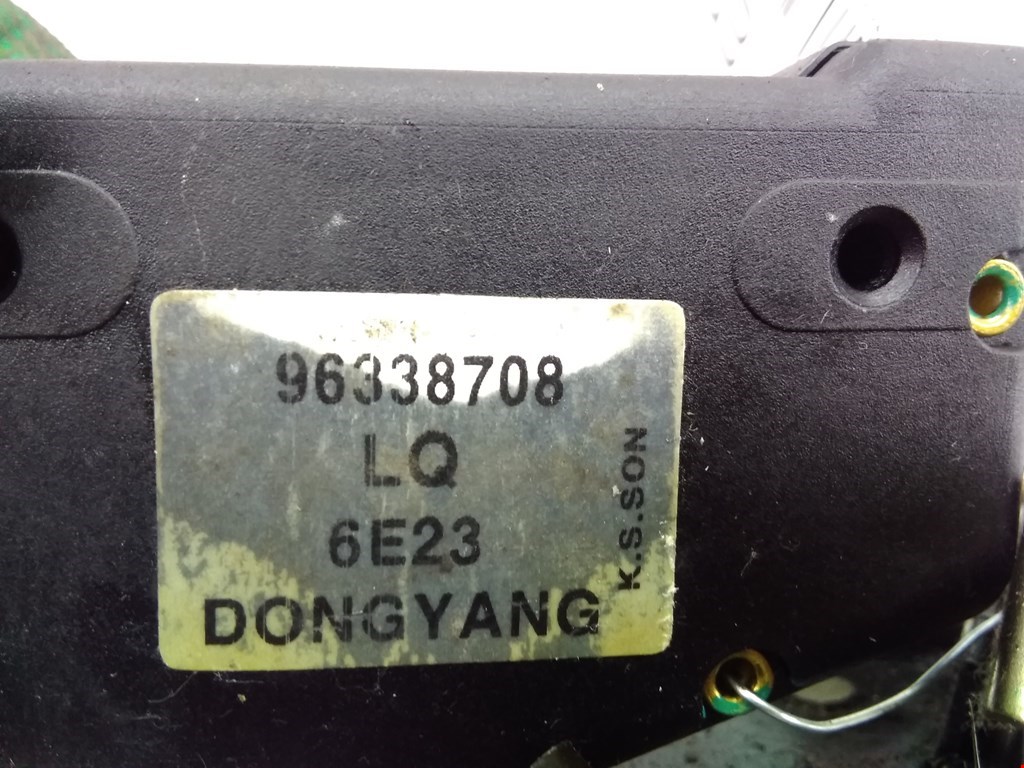 96338708
LQ
6E23
DONGYANG
K.S.SON